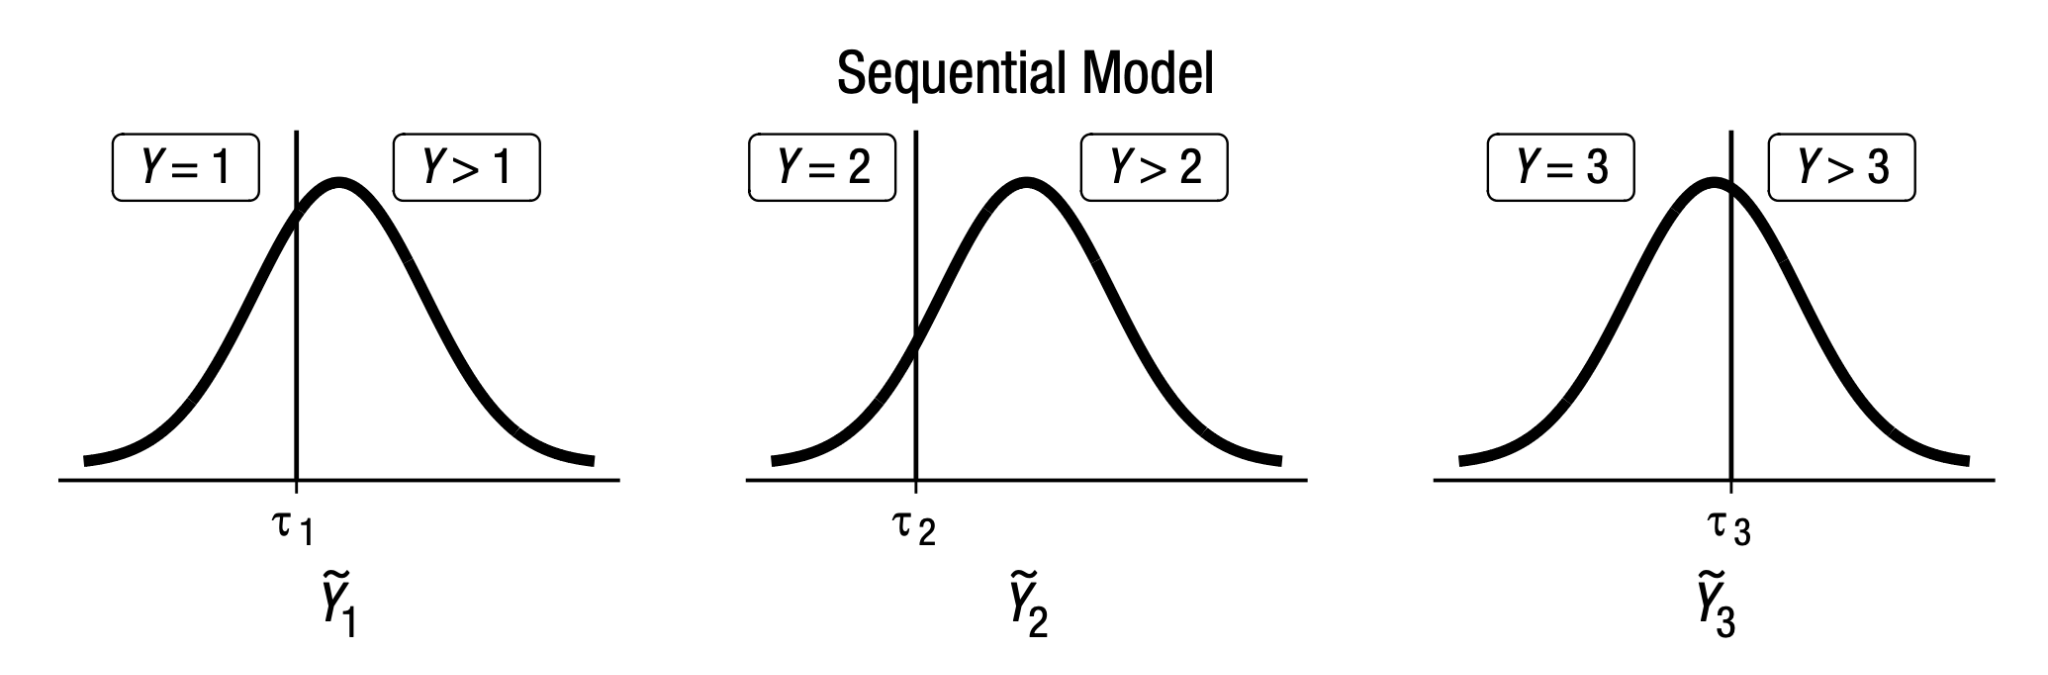 Sequential Model
Y = 1 Y > 1 Y = 2 Y > 2 Y = 3 Y > 3
τ1 τ2 τ3
Ỹ1 Ỹ2 Ỹ3